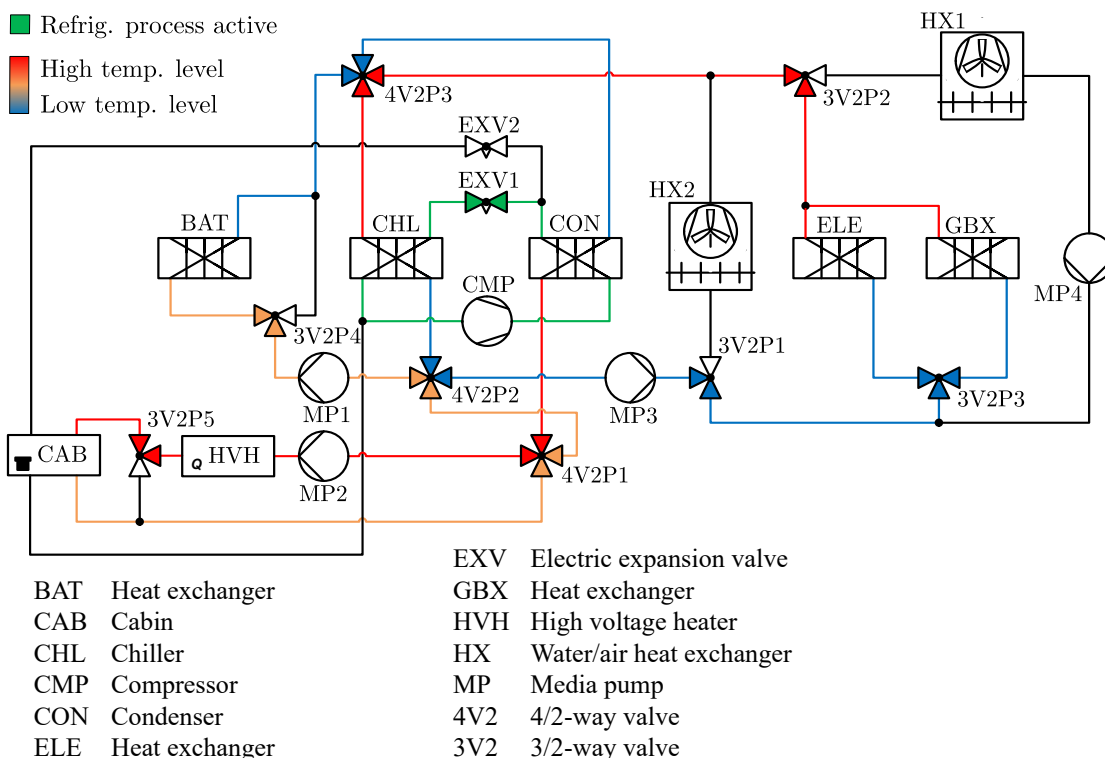 Refrig. process active
High temp. level
Low temp. level
HX1
4V2P3
3V2P2
EXV2
EXV1
HX2
BAT
CHL
CON
ELE
GBX
CMP
MP4
3V2P4
3V2P1
4V2P2
3V2P3
MP1
MP3
3V2P5
CAB
Q HVH
4V2P1
MP2
EXV Electric expansion valve
BAT Heat exchanger
GBX Heat exchanger
CAB Cabin
HVH High voltage heater
CHL Chiller
HX Water/air heat exchanger
CMP Compressor
MP Media pump
CON Condenser
4V2 4/2-way valve
ELE Heat exchanger
3V2 3/2-way valve